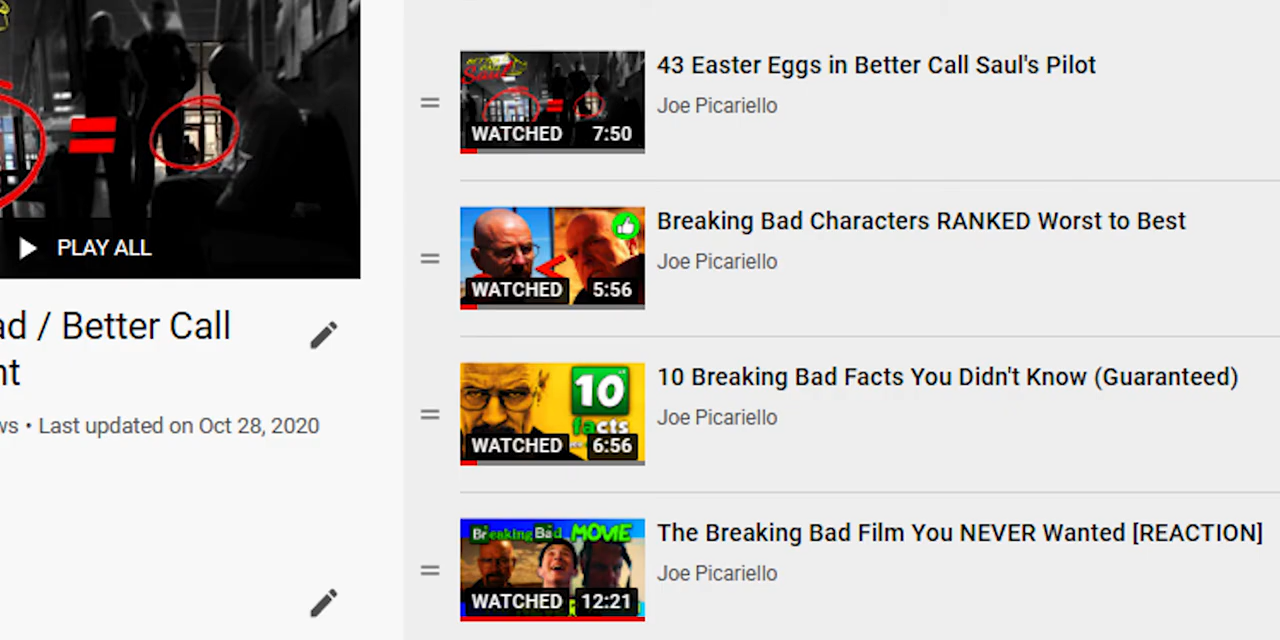 PLAY ALL
ad / Better Call
nt
ws • Last updated on Oct 28, 2020
BETTER CALL Saul
WATCHED 7:50
43 Easter Eggs in Better Call Saul's Pilot
Joe Picariello
WATCHED 5:56
Breaking Bad Characters RANKED Worst to Best
Joe Picariello
10
facts
WATCHED 6:56
10 Breaking Bad Facts You Didn't Know (Guaranteed)
Joe Picariello
Breaking Bad MOVIE
WATCHED 12:21
The Breaking Bad Film You NEVER Wanted [REACTION]
Joe Picariello